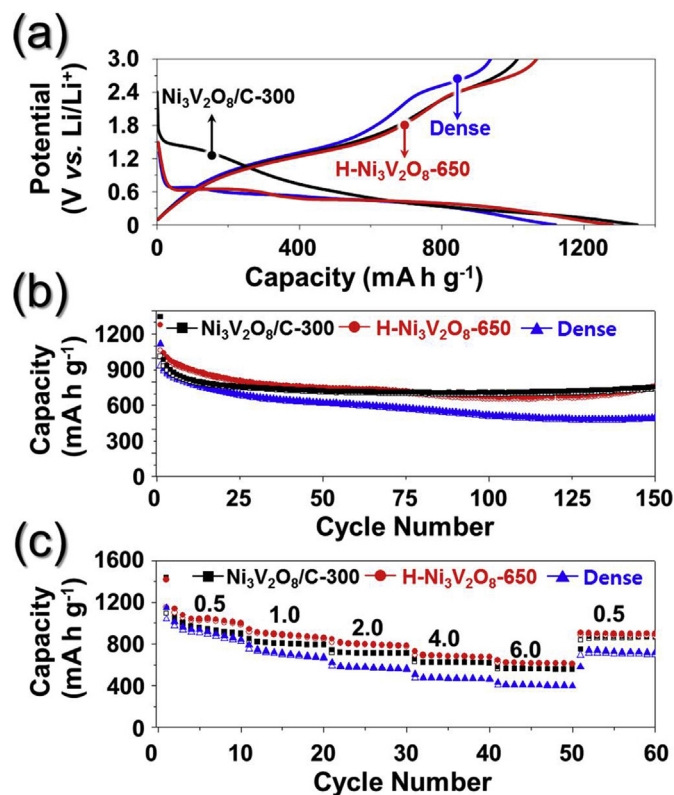 (a)
Potential
(V vs. Li/Li⁺)
3.0
2.4
1.8
1.2
0.6
0
Ni₃V₂O₈/C-300
Dense
H-Ni₃V₂O₈-650
0 400 800 1200
Capacity (mA h g⁻¹)
(b)
Capacity
(mA h g⁻¹)
1200
900
600
300
0
Ni₃V₂O₈/C-300 H-Ni₃V₂O₈-650 Dense
0 25 50 75 100 125 150
Cycle Number
(c)
Capacity
(mA h g⁻¹)
1600
1200
800
400
0
Ni₃V₂O₈/C-300 H-Ni₃V₂O₈-650 Dense
0.5 1.0 2.0 4.0 6.0 0.5
0 10 20 30 40 50 60
Cycle Number